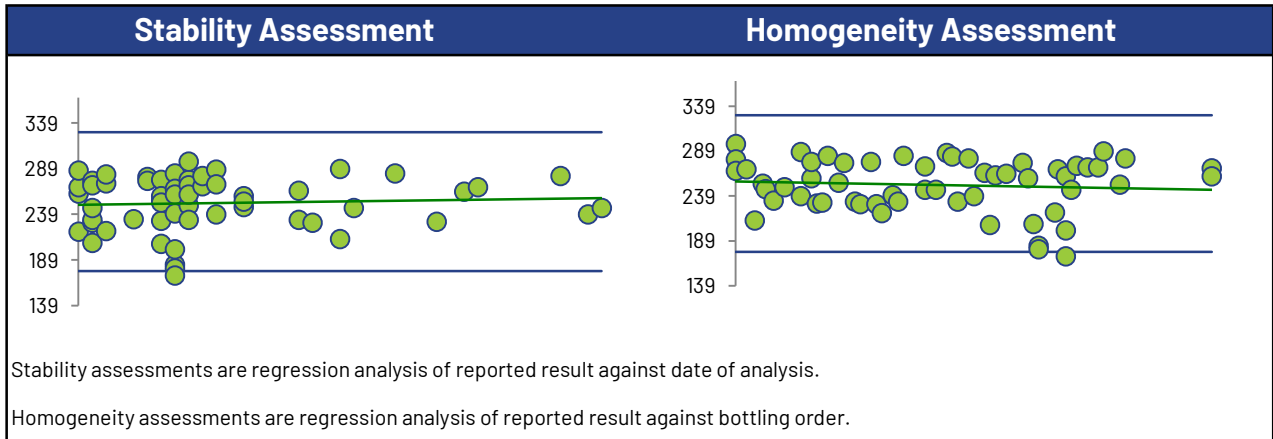 Stability Assessment
Homogeneity Assessment
339
289
239
189
139
339
289
239
189
139
Stability assessments are regression analysis of reported result against date of analysis.
Homogeneity assessments are regression analysis of reported result against bottling order.